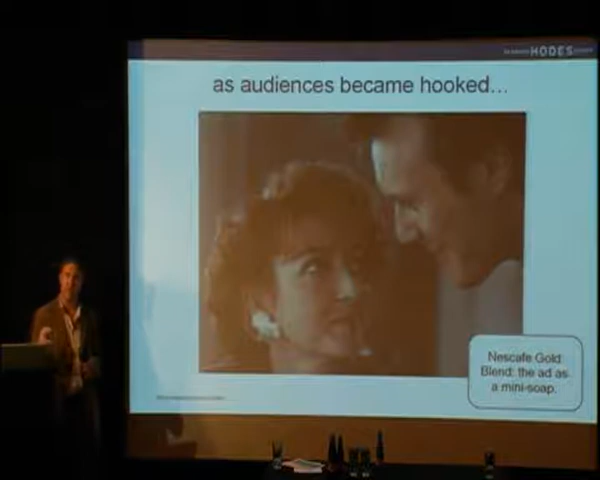 HODES
as audiences became hooked...
Nescafe Gold
Blend: the ad as
a mini-soap.